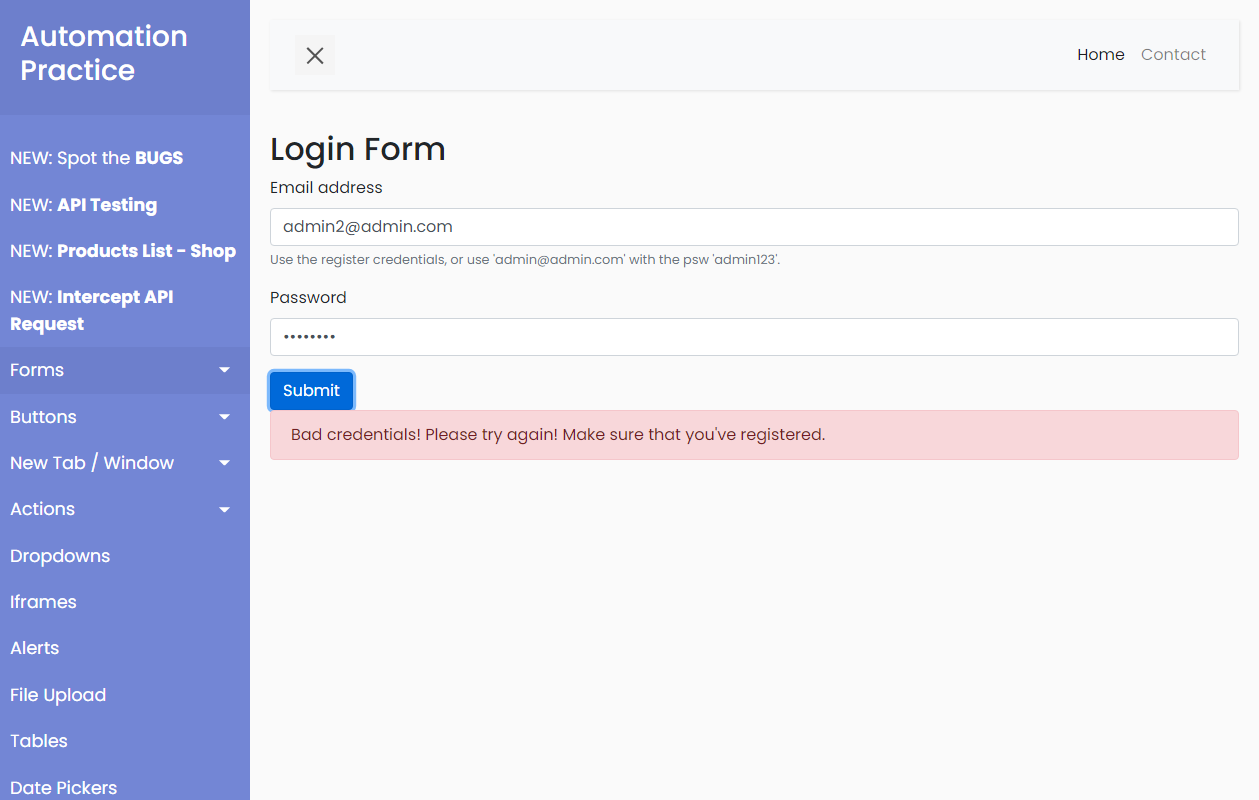 Automation
Practice
NEW: Spot the BUGS
NEW: API Testing
NEW: Products List - Shop
NEW: Intercept API
Request
Forms
Buttons
New Tab / Window
Actions
Dropdowns
Iframes
Alerts
File Upload
Tables
Date Pickers
Home Contact
Login Form
Email address
admin2@admin.com
Use the register credentials, or use 'admin@admin.com' with the psw 'admin123'.
Password
••••••••
Submit
Bad credentials! Please try again! Make sure that you've registered.